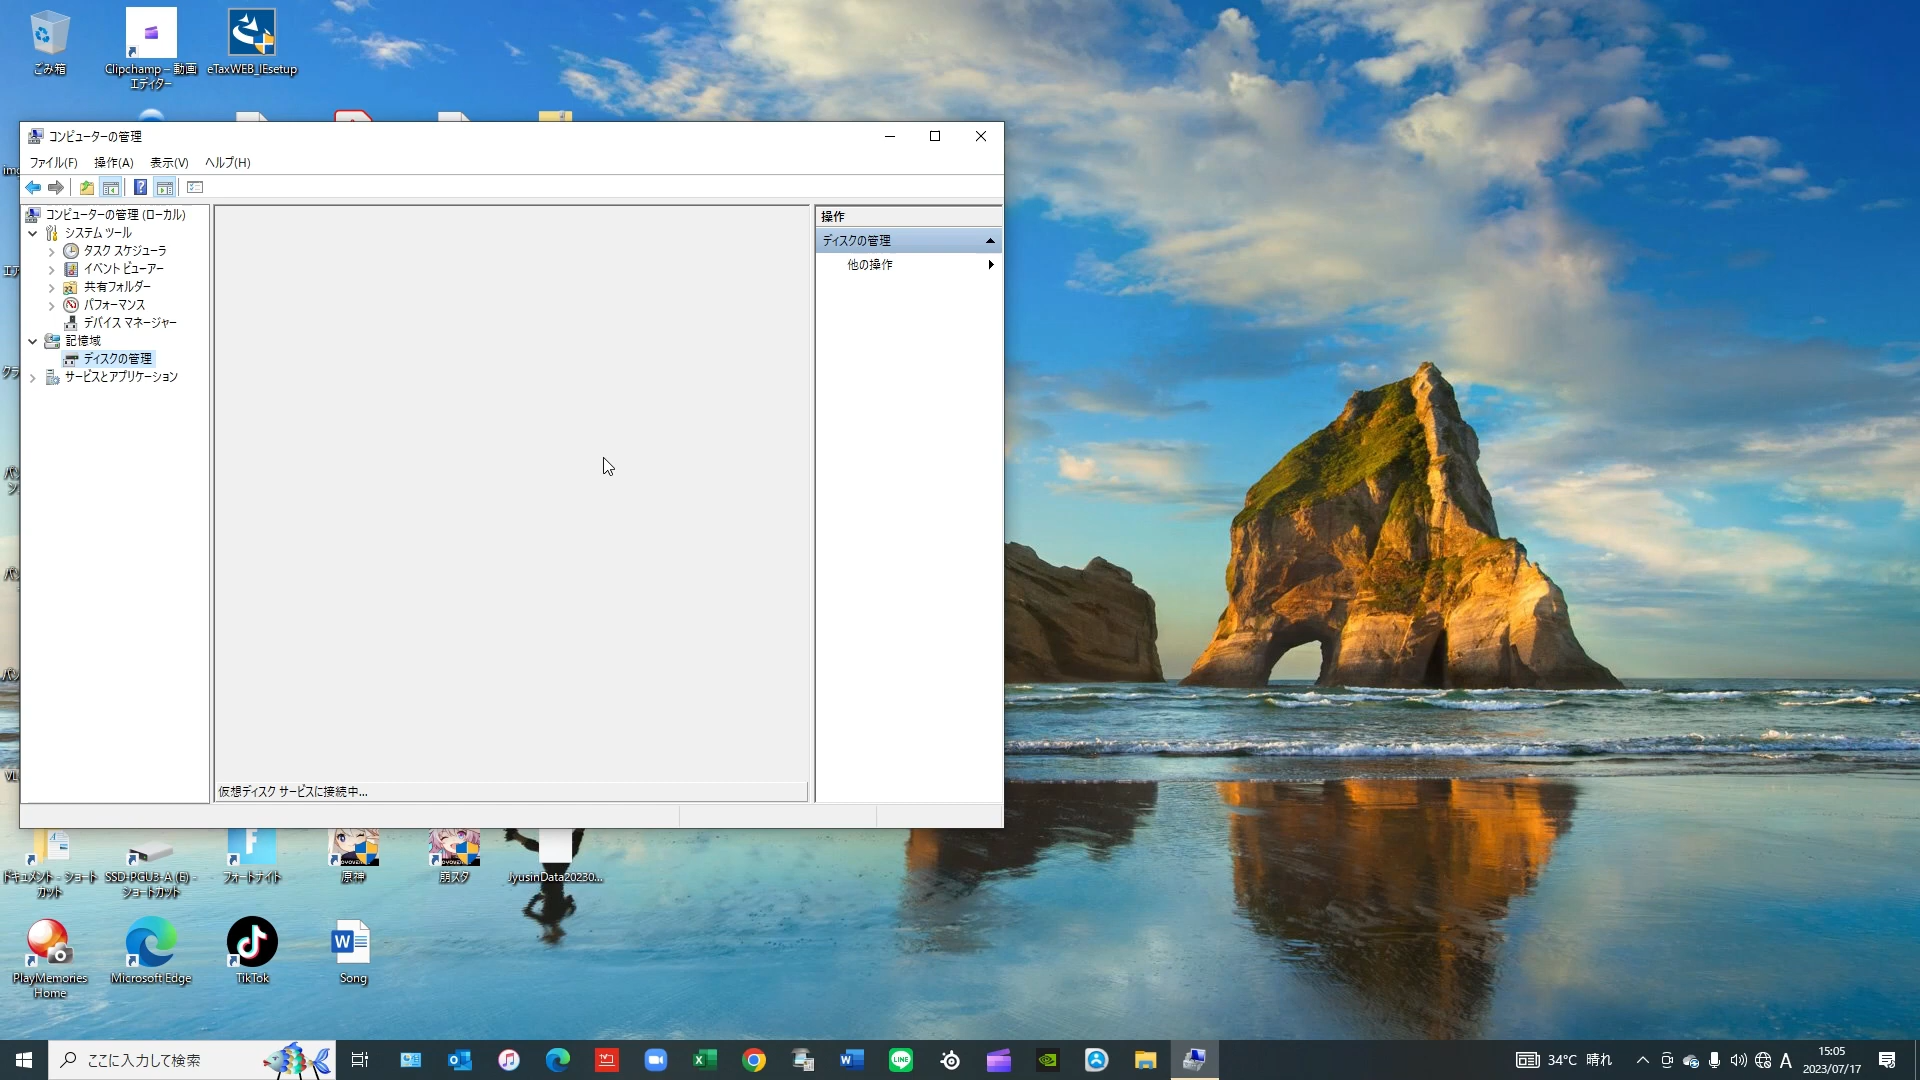 ごみ箱
Clipchamp – 動画
エディター
eTaxWEB_IEsetup
コンピューターの管理
ファイル(F)
操作(A)
表示(V)
ヘルプ(H)
コンピューターの管理 (ローカル)
システム ツール
タスク スケジューラ
イベント ビューアー
共有フォルダー
パフォーマンス
デバイス マネージャー
記憶域
ディスクの管理
サービスとアプリケーション
仮想ディスク サービスに接続中...
操作
ディスクの管理
他の操作
ドキュメント - ショート
カット
SSD-PGU3-A (E) -
ショートカット
フォートナイト
原神
崩スタ
JyusinData20230...
PlayMemories
Home
Microsoft Edge
TikTok
Song
ここに入力して検索
34°C 晴れ
A
15:05
2023/07/17